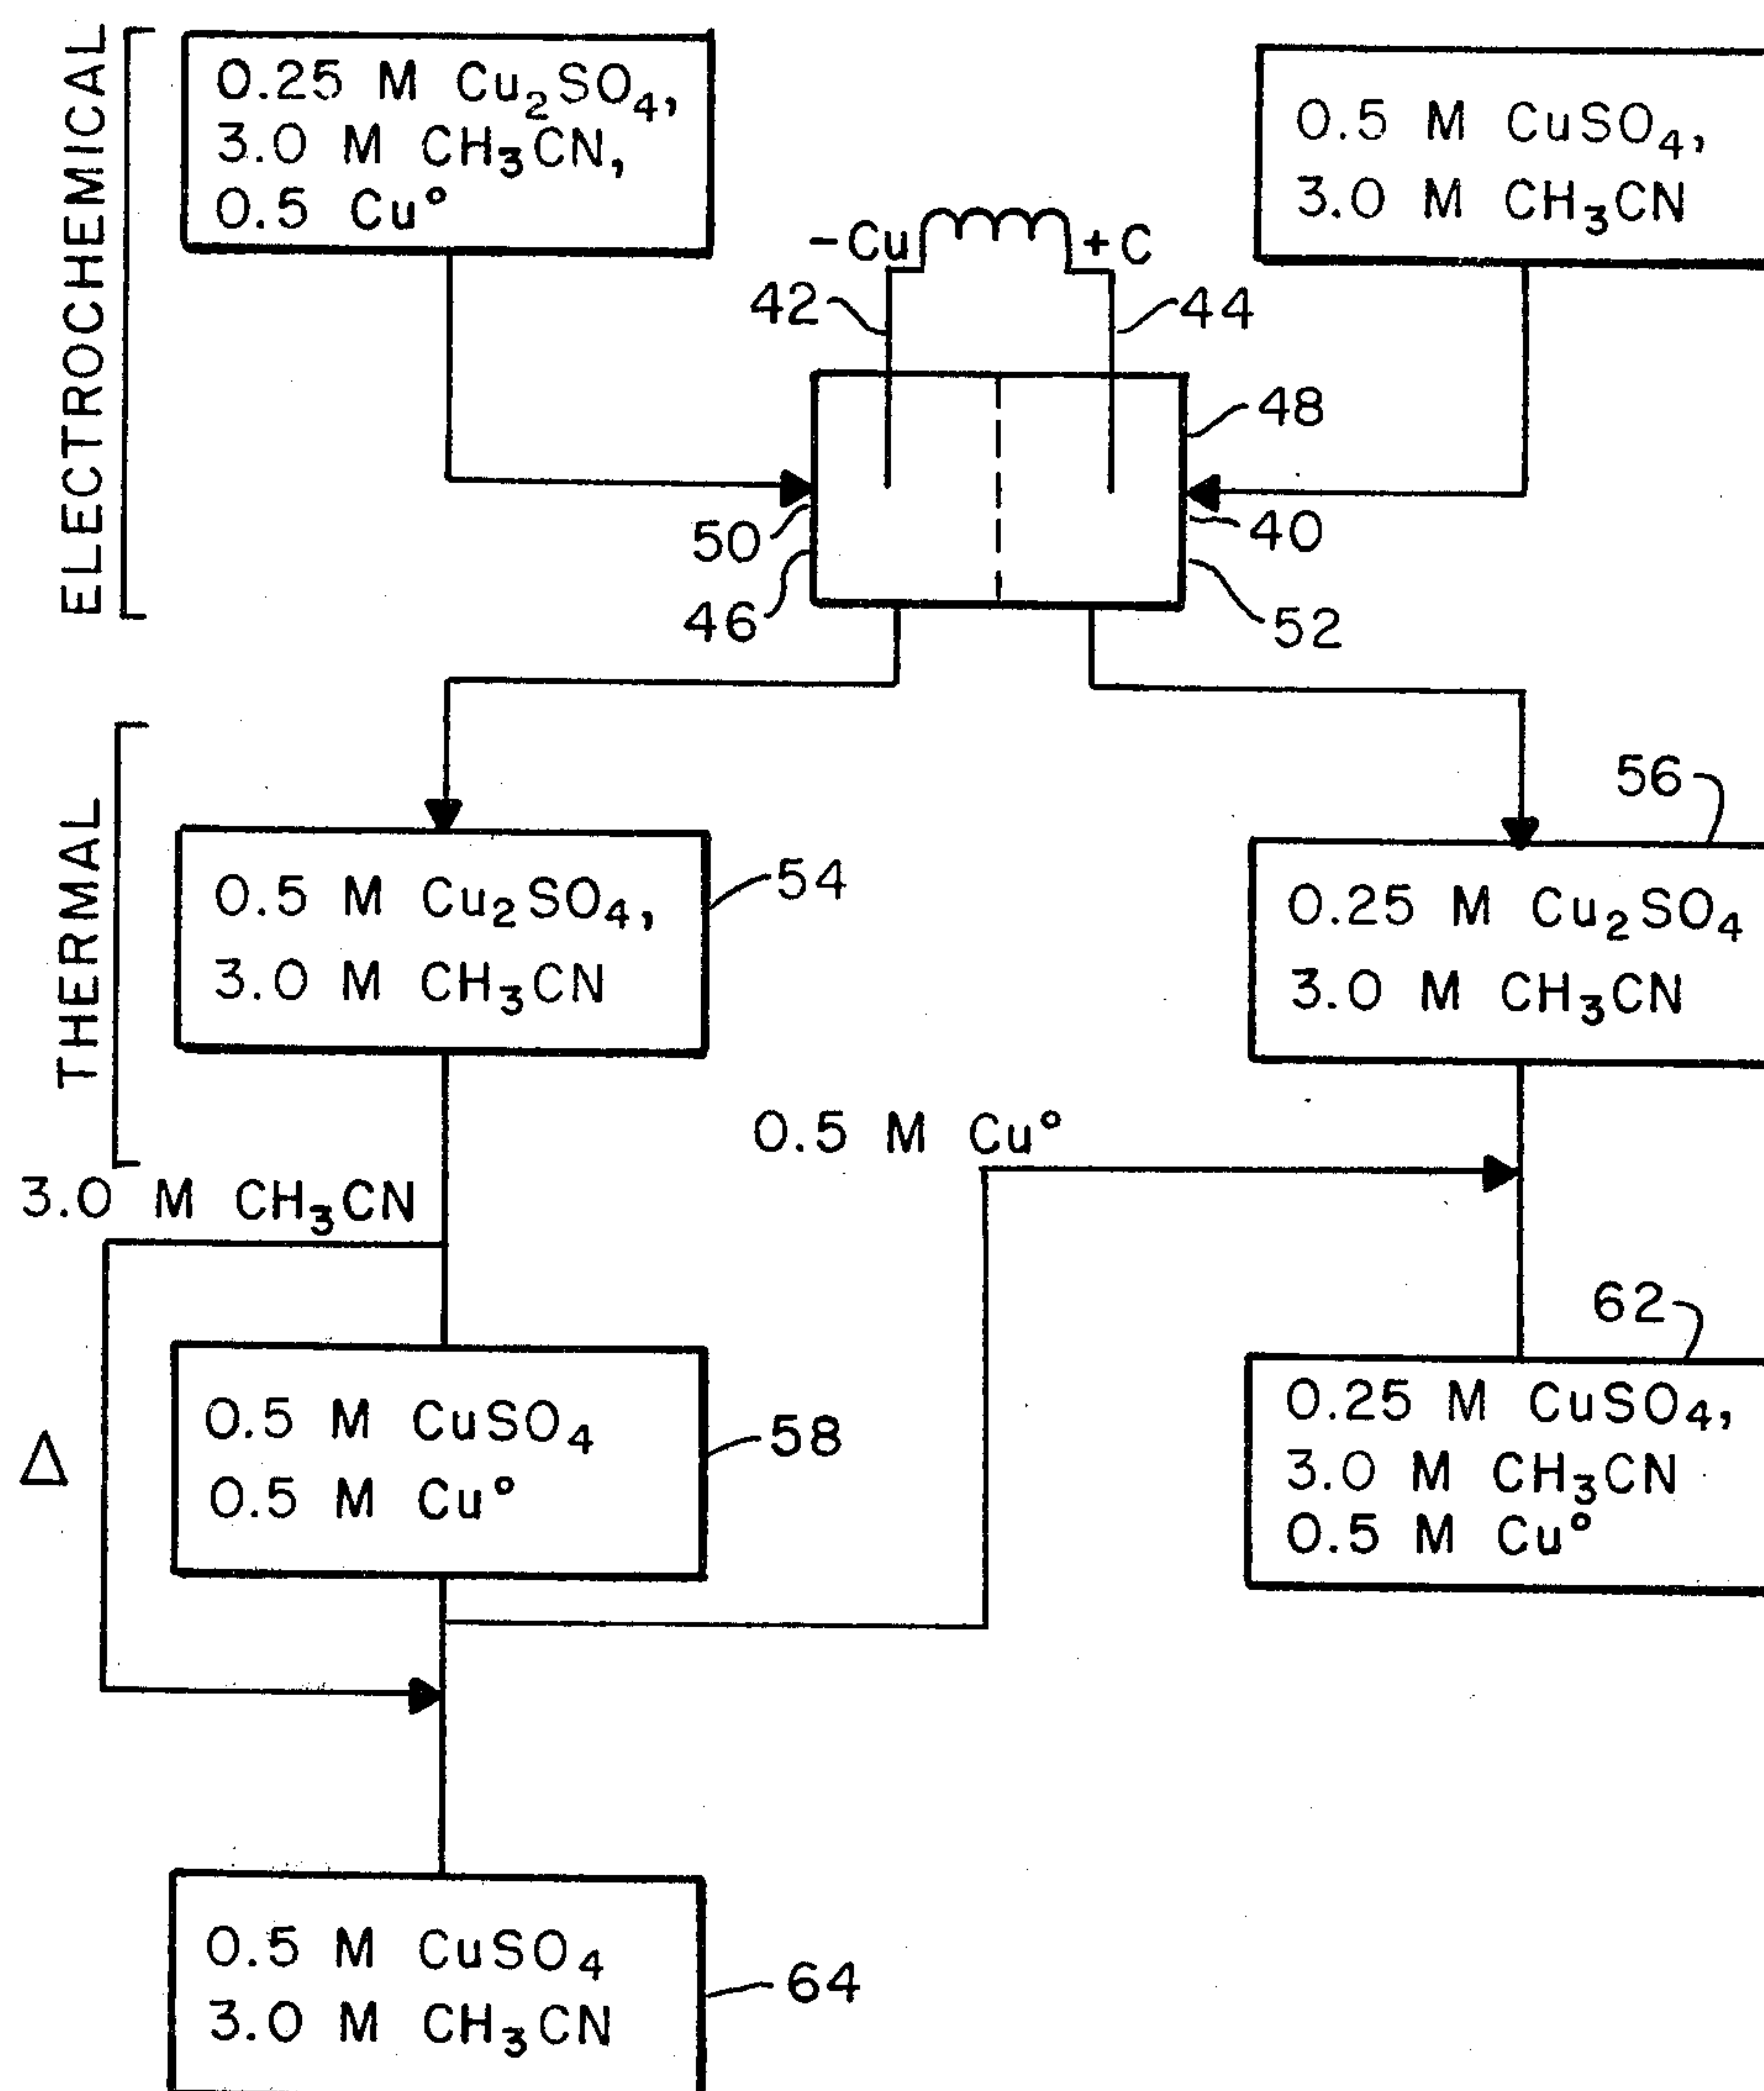 ELECTROCHEMICAL
0.25 M Cu₂SO₄,
3.0 M CH₃CN,
0.5 Cu°
0.5 M CuSO₄,
3.0 M CH₃CN
-Cu
+C
42
44
48
50
40
46
52
THERMAL
56
0.5 M Cu₂SO₄,
3.0 M CH₃CN
54
0.25 M Cu₂SO₄
3.0 M CH₃CN
0.5 M Cu°
3.0 M CH₃CN
62
0.5 M CuSO₄
0.5 M Cu°
58
Δ
0.25 M CuSO₄,
3.0 M CH₃CN
0.5 M Cu°
0.5 M CuSO₄
3.0 M CH₃CN
64